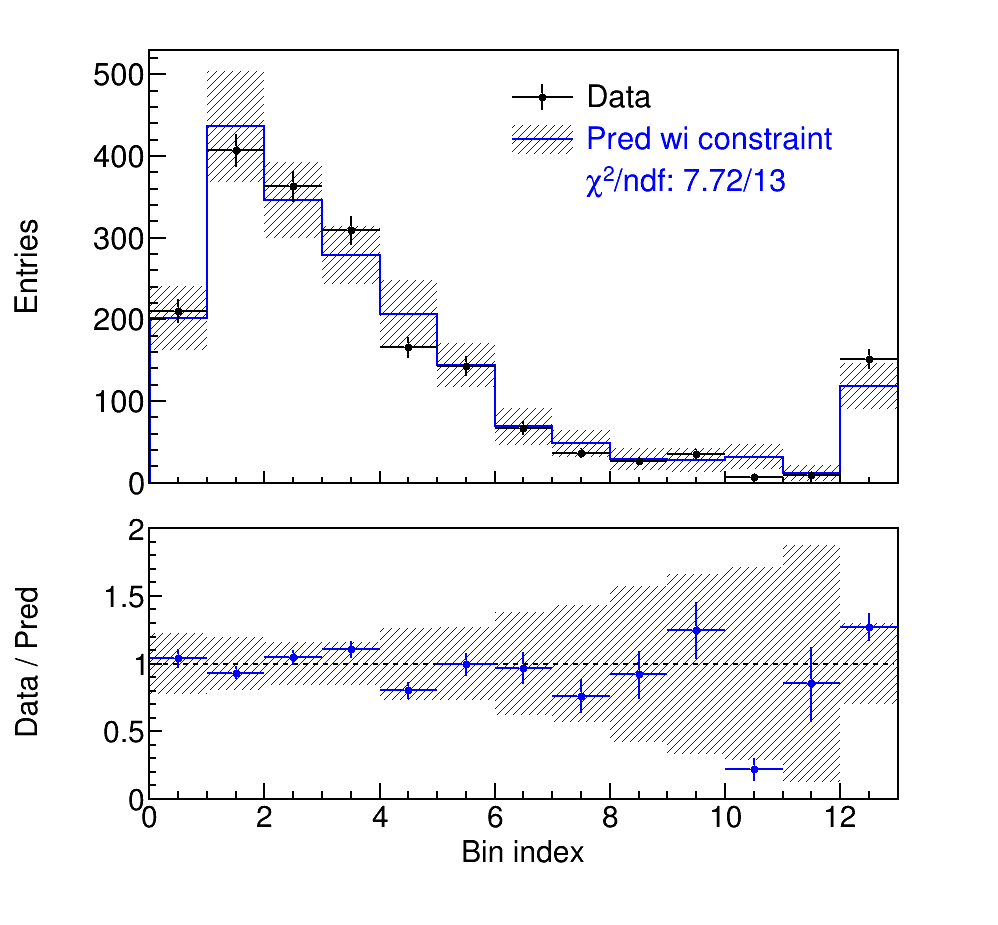 500
400
300
200
100
0
Entries
Data
Pred wi constraint
χ²/ndf: 7.72/13
2
1.5
1
0.5
0
Data / Pred
0 2 4 6 8 10 12
Bin index